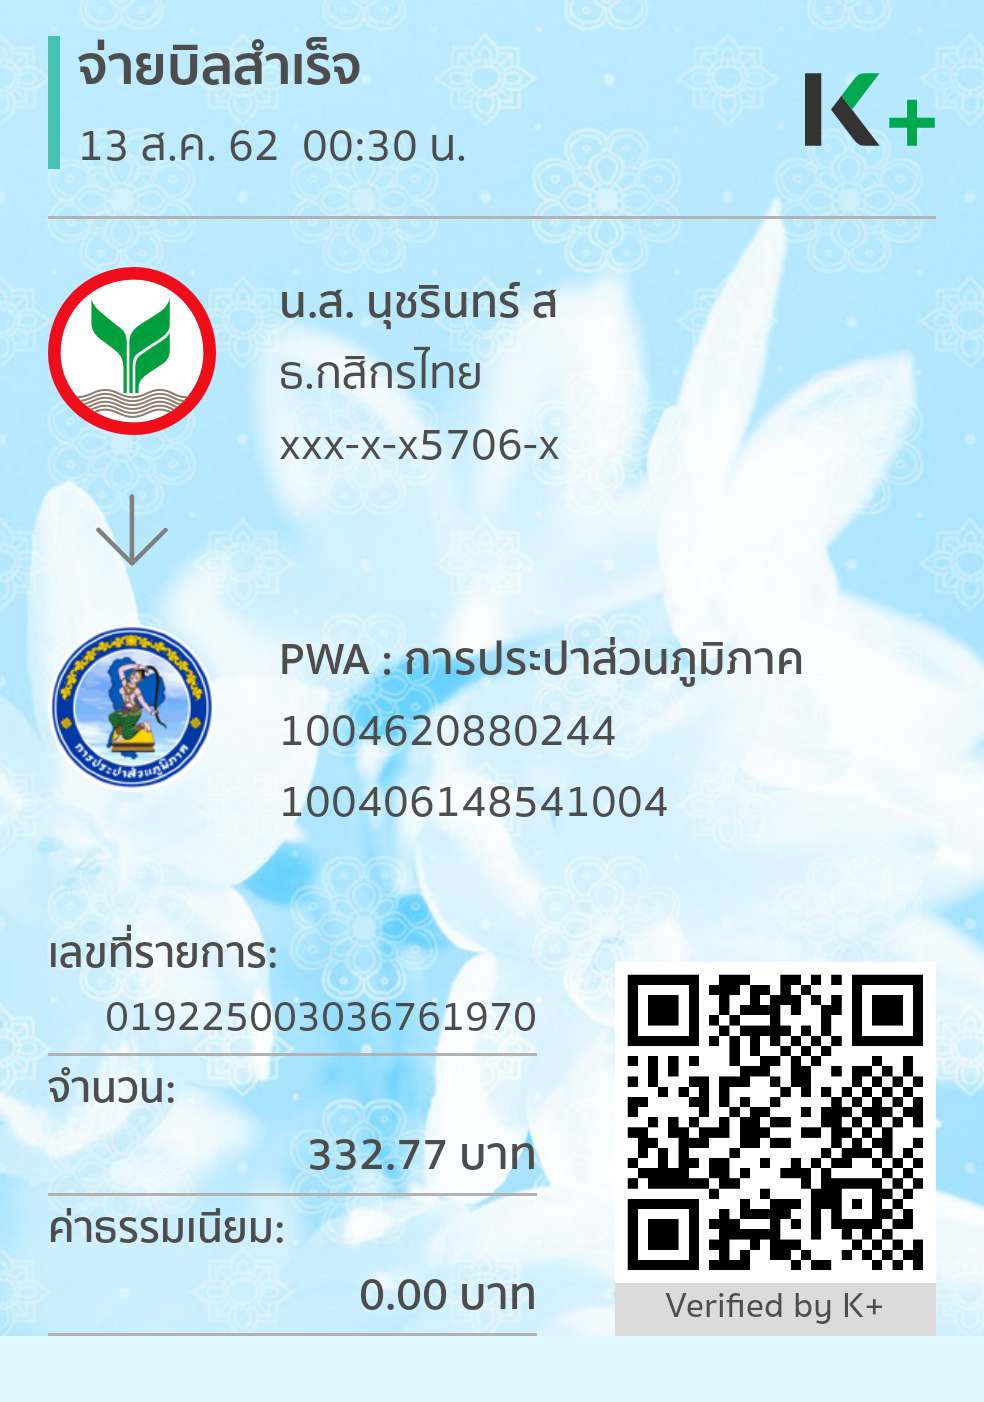 จ่ายบิลสำเร็จ
13 ส.ค. 62 00:30 น.
K+
น.ส. นุชรินทร์ ส
ธ.กสิกรไทย
xxx-x-x5706-x
PWA : การประปาส่วนภูมิภาค
1004620880244
100406148541004
การประปาส่วนภูมิภาค
เลขที่รายการ:
019225003036761970
จำนวน:
332.77 บาท
ค่าธรรมเนียม:
0.00 บาท
Verified by K+